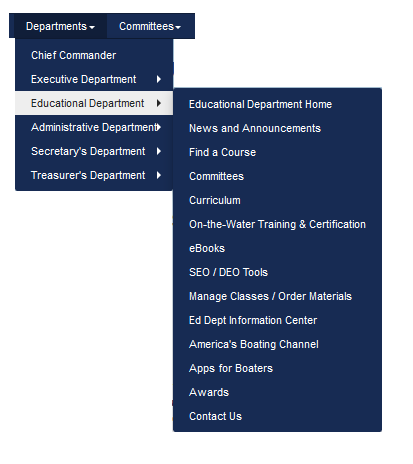 Departments Committees
Chief Commander
Executive Department
Educational Department
Administrative Department
Secretary's Department
Treasurer's Department
Educational Department Home
News and Announcements
Find a Course
Committees
Curriculum
On-the-Water Training & Certification
eBooks
SEO / DEO Tools
Manage Classes / Order Materials
Ed Dept Information Center
America's Boating Channel
Apps for Boaters
Awards
Contact Us